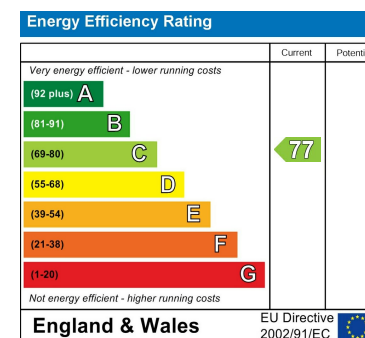 Energy Efficiency Rating
Current Potenti
Very energy efficient - lower running costs
(92 plus) A
(81-91) B
(69-80) C
77
(55-68) D
(39-54) E
(21-38) F
(1-20) G
Not energy efficient - higher running costs
England & Wales
EU Directive
2002/91/EC